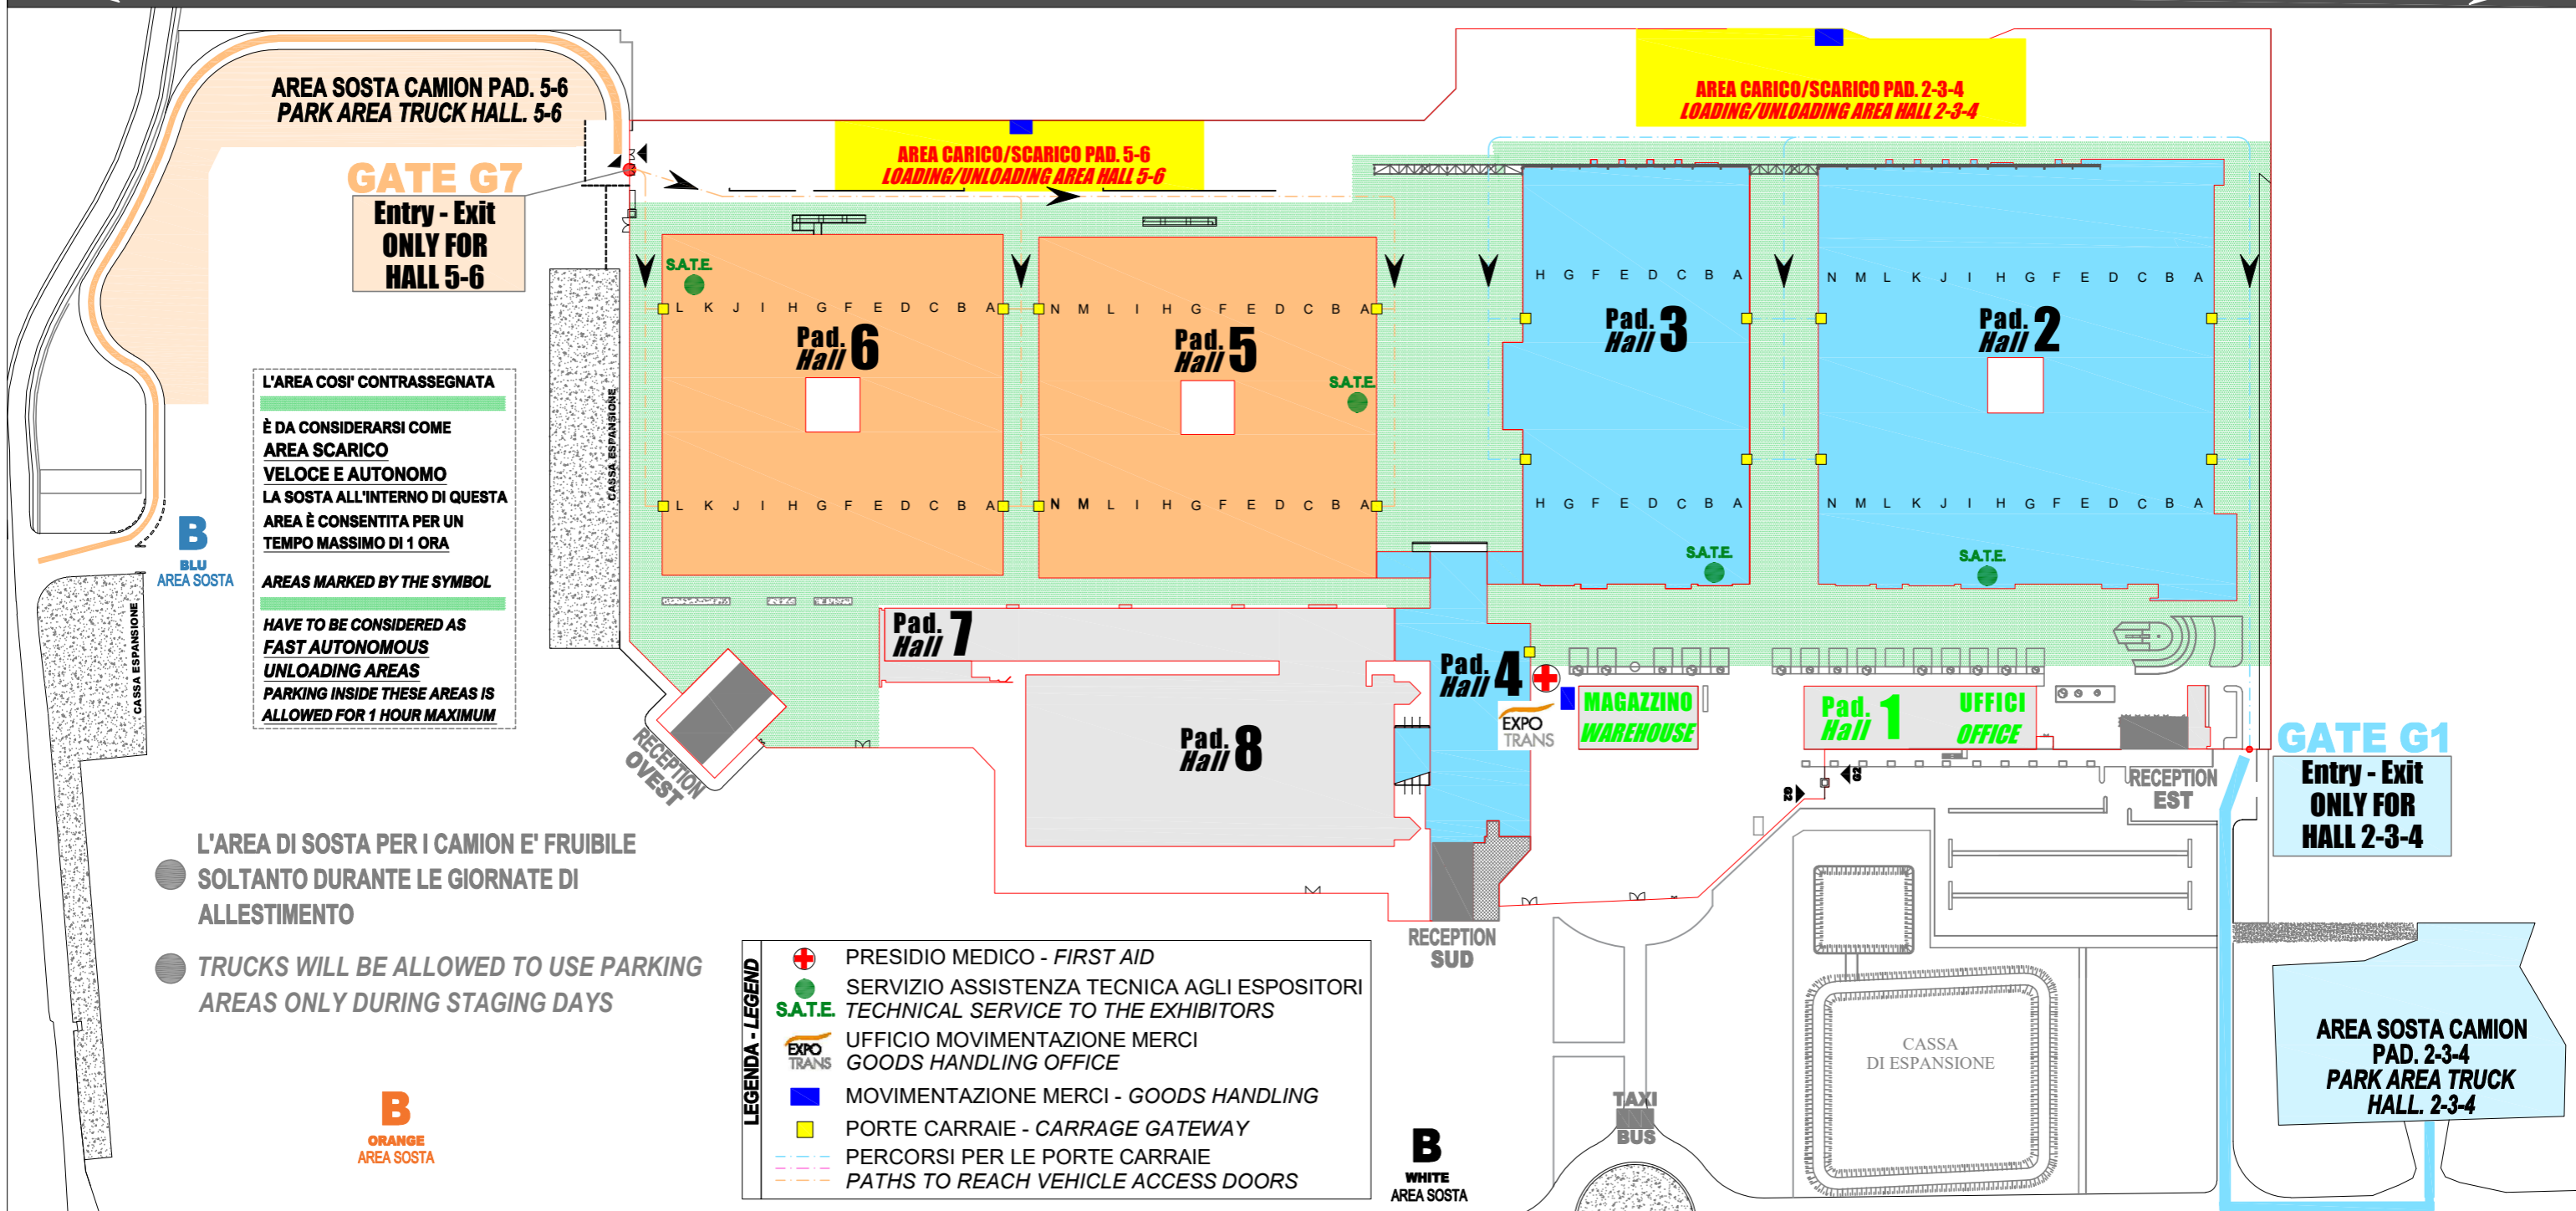 AREA SOSTA CAMION PAD. 5-6
PARK AREA TRUCK HALL. 5-6
GATE G7
Entry - Exit
ONLY FOR
HALL 5-6
AREA CARICO/SCARICO PAD. 5-6
LOADING/UNLOADING AREA HALL 5-6
AREA CARICO/SCARICO PAD. 2-3-4
LOADING/UNLOADING AREA HALL 2-3-4
S.A.T.E.
L K J I H G F E D C B A
Pad.
Hall 6
L K J I H G F E D C B A
N M L I H G F E D C B A
Pad.
Hall 5
S.A.T.E.
N M L I H G F E D C B A
H G F E D C B A
Pad.
Hall 3
H G F E D C B A
S.A.T.E.
N M L K J I H G F E D C B A
Pad.
Hall 2
N M L K J I H G F E D C B A
S.A.T.E.
CASSA ESPANSIONE
L'AREA COSI' CONTRASSEGNATA
È DA CONSIDERARSI COME
AREA SCARICO
VELOCE E AUTONOMO
LA SOSTA ALL'INTERNO DI QUESTA
AREA È CONSENTITA PER UN
TEMPO MASSIMO DI 1 ORA
AREAS MARKED BY THE SYMBOL
HAVE TO BE CONSIDERED AS
FAST AUTONOMOUS
UNLOADING AREAS
PARKING INSIDE THESE AREAS IS
ALLOWED FOR 1 HOUR MAXIMUM
B
BLU
AREA SOSTA
CASSA ESPANSIONE
Pad.
Hall 7
Pad.
Hall 8
Pad.
Hall 4
EXPO
TRANS
MAGAZZINO
WAREHOUSE
Pad.
Hall 1
UFFICI
OFFICE
RECEPTION
OVEST
G2
G2
RECEPTION
EST
GATE G1
Entry - Exit
ONLY FOR
HALL 2-3-4
L'AREA DI SOSTA PER I CAMION E' FRUIBILE
SOLTANTO DURANTE LE GIORNATE DI
ALLESTIMENTO
TRUCKS WILL BE ALLOWED TO USE PARKING
AREAS ONLY DURING STAGING DAYS
RECEPTION
SUD
B
ORANGE
AREA SOSTA
LEGENDA - LEGEND
PRESIDIO MEDICO - FIRST AID
SERVIZIO ASSISTENZA TECNICA AGLI ESPOSITORI
S.A.T.E. TECHNICAL SERVICE TO THE EXHIBITORS
EXPO
TRANS
UFFICIO MOVIMENTAZIONE MERCI
GOODS HANDLING OFFICE
MOVIMENTAZIONE MERCI - GOODS HANDLING
PORTE CARRAIE - CARRAGE GATEWAY
PERCORSI PER LE PORTE CARRAIE
PATHS TO REACH VEHICLE ACCESS DOORS
B
WHITE
AREA SOSTA
TAXI
BUS
CASSA
DI ESPANSIONE
AREA SOSTA CAMION
PAD. 2-3-4
PARK AREA TRUCK
HALL. 2-3-4